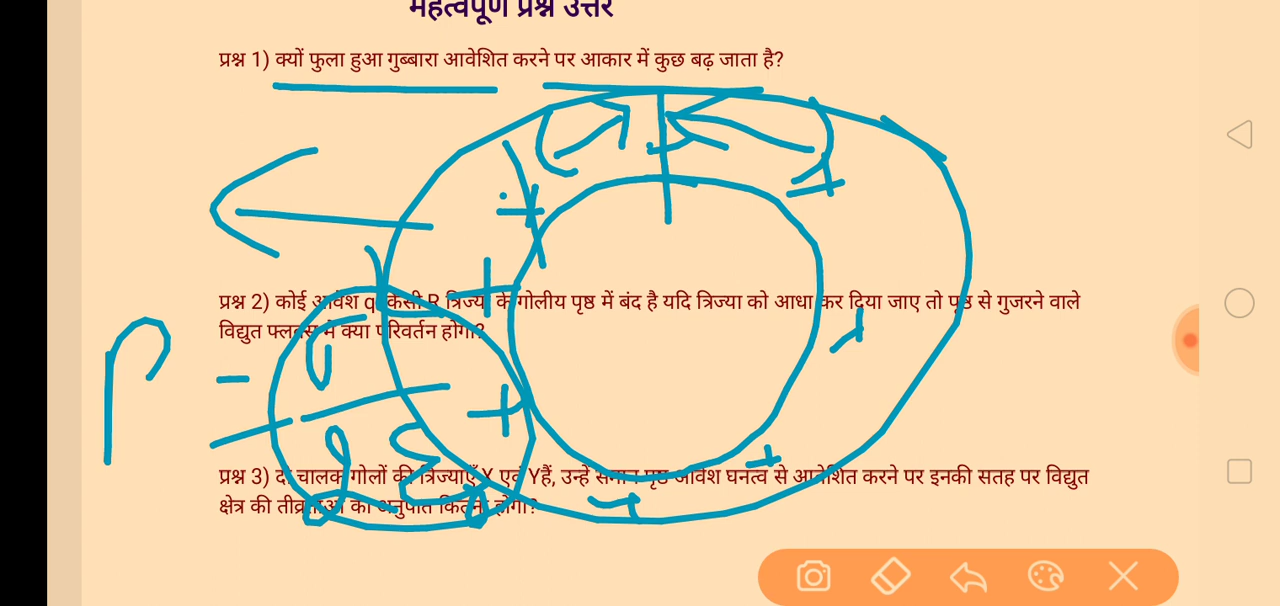 महत्वपूर्ण प्रश्न उत्तर
प्रश्न 1) क्यों फुला हुआ गुब्बारा आवेशित करने पर आकार में कुछ बढ़ जाता है?
प्रश्न 2) कोई आवेश q किसी R त्रिज्या के गोलीय पृष्ठ में बंद है यदि त्रिज्या को आधा कर दिया जाए तो पृष्ठ से गुजरने वाले
विद्युत फ्लक्स में क्या परिवर्तन होगा?
प्रश्न 3) दो चालक गोलों की त्रिज्याएँ X एवं Yहैं, उन्हें समान पृष्ठ आवेश घनत्व से आवेशित करने पर इनकी सतह पर विद्युत
क्षेत्र की तीव्रताओं का अनुपात कितना होगा?